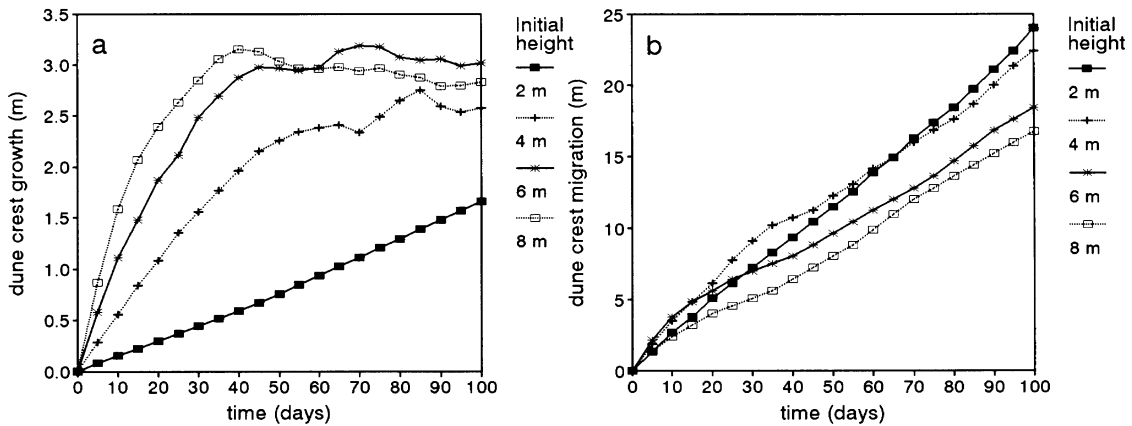 a
dune crest growth (m)
3.5
3.0
2.5
2.0
1.5
1.0
0.5
0.0
0 10 20 30 40 50 60 70 80 90 100
time (days)
Initial
height
2 m
4 m
6 m
8 m
b
dune crest migration (m)
25
20
15
10
5
0
0 10 20 30 40 50 60 70 80 90 100
time (days)
Initial
height
2 m
4 m
6 m
8 m